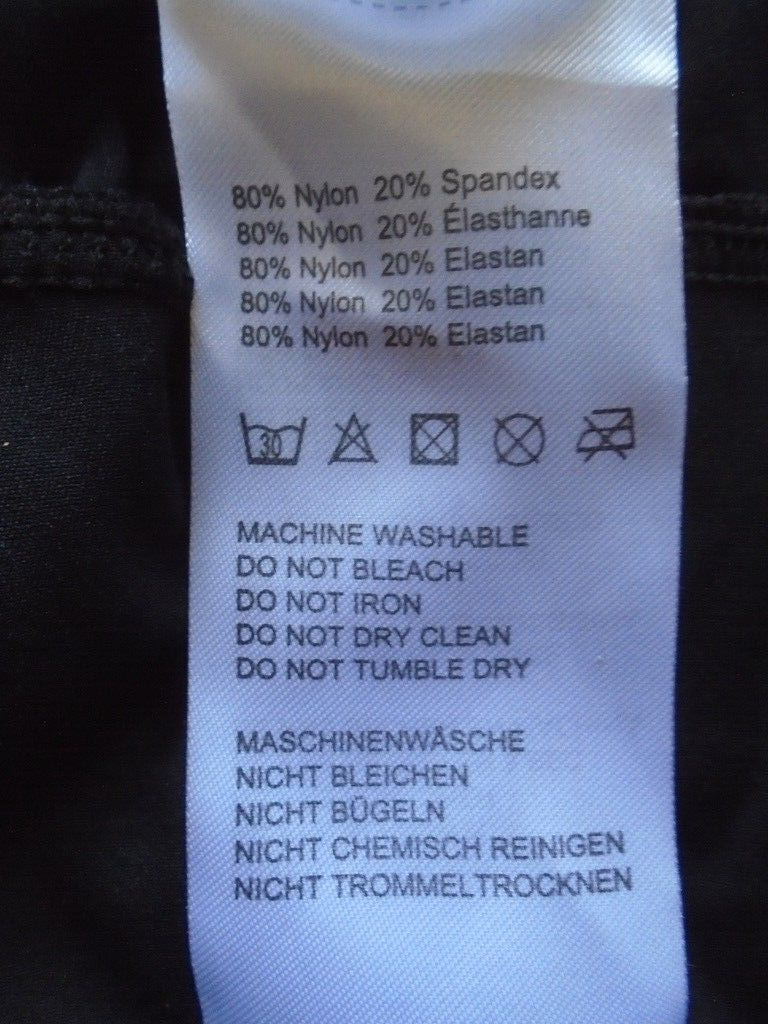 80% Nylon 20% Spandex
80% Nylon 20% Élasthanne
80% Nylon 20% Elastan
80% Nylon 20% Elastan
80% Nylon 20% Elastan
30
MACHINE WASHABLE
DO NOT BLEACH
DO NOT IRON
DO NOT DRY CLEAN
DO NOT TUMBLE DRY
MASCHINENWÄSCHE
NICHT BLEICHEN
NICHT BÜGELN
NICHT CHEMISCH REINIGEN
NICHT TROMMELTROCKNEN